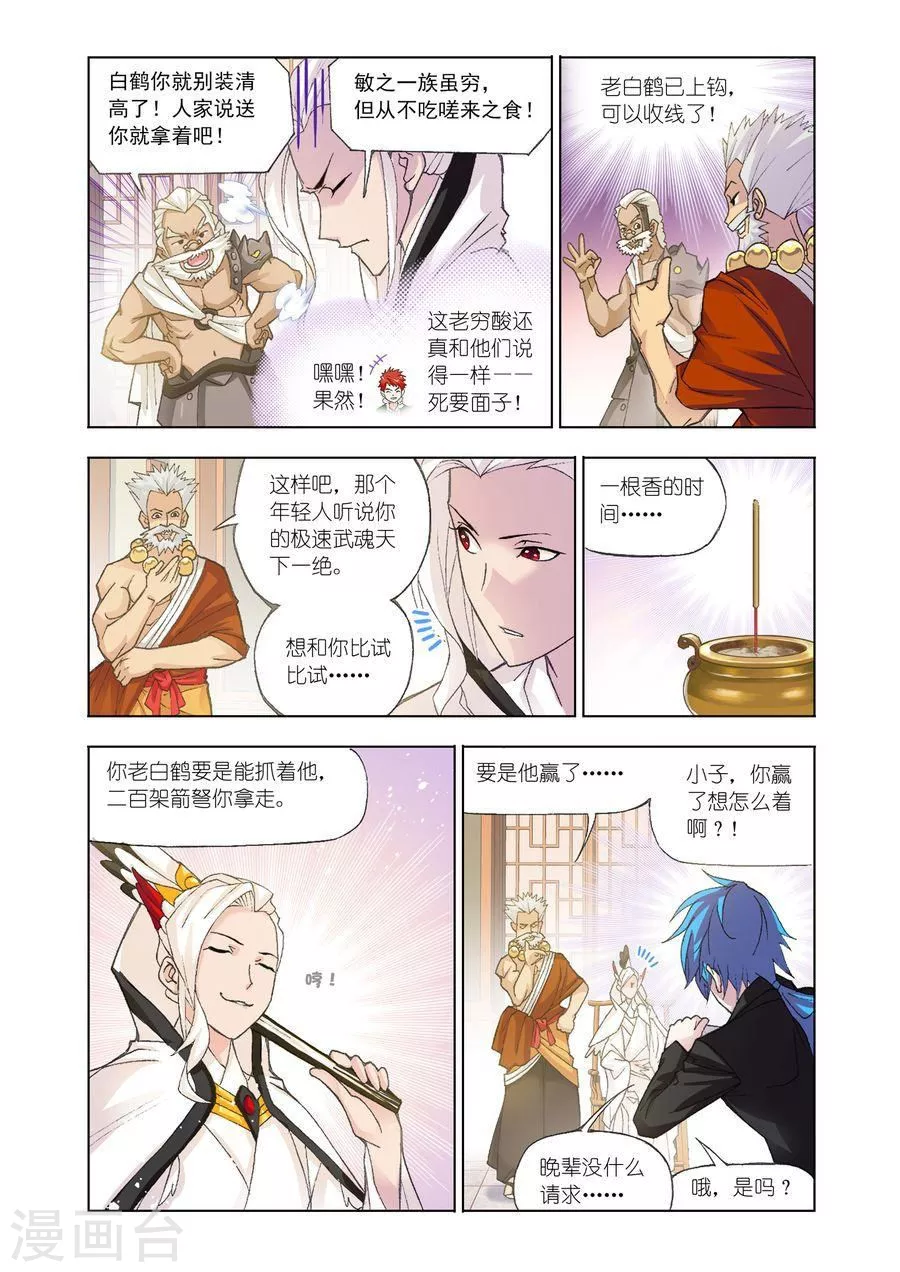 白鹤你就别装清
高了！人家说送
你就拿着吧！
敏之一族虽穷，
但从不吃嗟来之食！
嘿嘿！
果然！
这老穷酸还
真和他们说
得一样——
死要面子！
老白鹤已上钩，
可以收线了！
这样吧，那个
年轻人听说你
的极速武魂天
下一绝。
想和你比试
比试……
一根香的时
间……
你老白鹤要是能抓着他，
二百架箭弩你拿走。
哼！
要是他赢了……
小子，你赢
了想怎么着
啊？！
晚辈没什么
请求……
哦，是吗？
漫画台